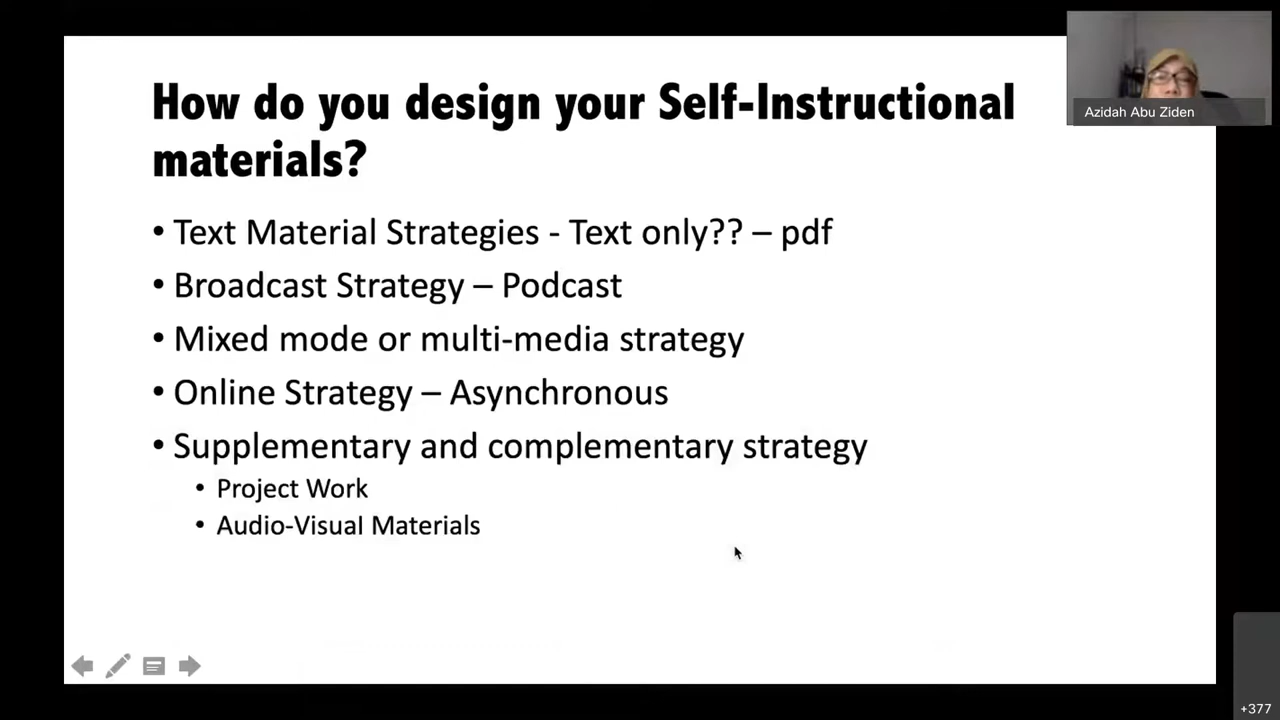 How do you design your Self-Instructional
materials?
• Text Material Strategies - Text only?? – pdf
• Broadcast Strategy – Podcast
• Mixed mode or multi-media strategy
• Online Strategy – Asynchronous
• Supplementary and complementary strategy
• Project Work
• Audio-Visual Materials
Azidah Abu Ziden
+377